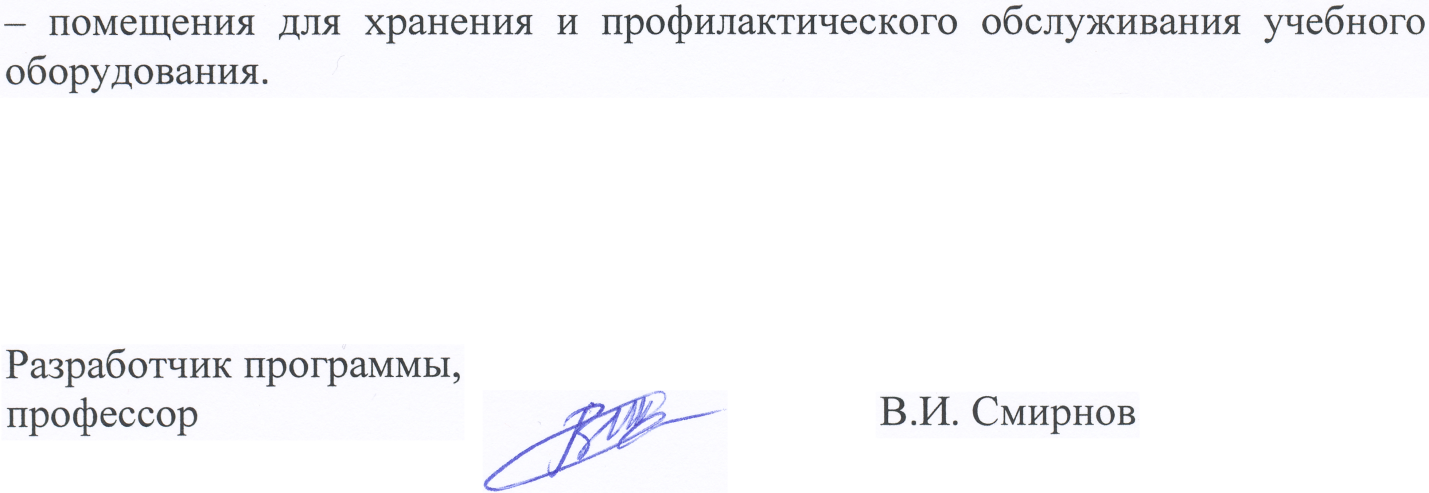 – помещения для хранения и профилактического обслуживания учебного
оборудования.
Разработчик программы,
профессор
В.И. Смирнов